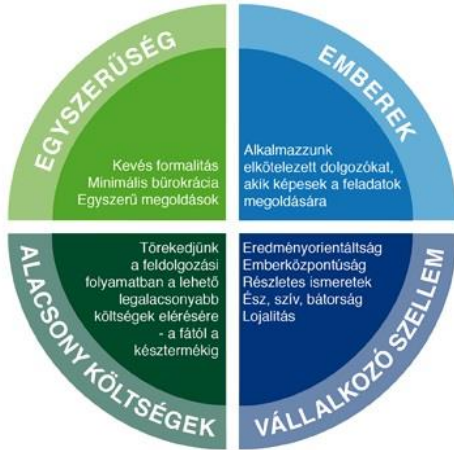 EGYSZERŰSÉG
Kevés formalitás
Minimális bürokrácia
Egyszerű megoldások
EMBEREK
Alkalmazzunk
elkötelezett dolgozókat,
akik képesek a feladatok
megoldására
ALACSONY KÖLTSÉGEK
Törekedjünk
a feldolgozási
folyamatban a lehető
legalacsonyabb
költségek elérésére
- a fától a
késztermékig
VÁLLALKOZÓ SZELLEM
Eredményorientáltság
Emberközpontúság
Részletes ismeretek
Ész, szív, bátorság
Lojalitás